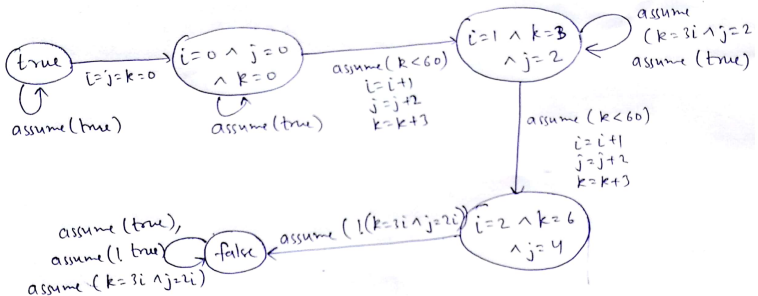 true
i=j=k=0
assume(true)
i=0 ∧ j=0
∧ k=0
assume(true)
assume(k<60)
i=i+1
j=j+2
k=k+3
i=1 ∧ k=3
∧ j=2
assume
(k=3i ∧ j=2
assume(true)
assume (k<60)
i=i+1
j=j+2
k=k+3
i=2 ∧ k=6
∧ j=4
assume (!(k=3i ∧ j=2i))
false
assume (true),
assume(! true)
assume (k=3i ∧ j=2i)